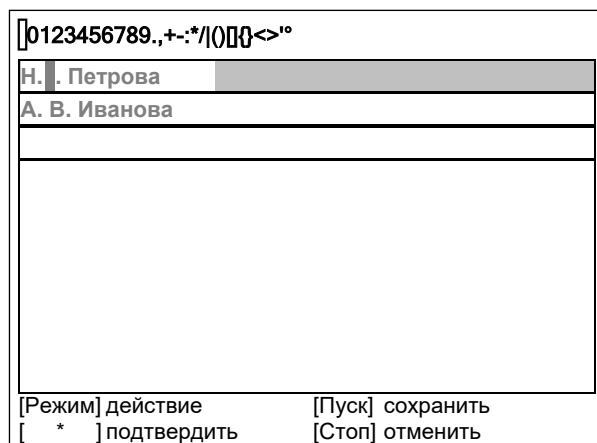 0123456789.,+-:*/|()[]{}<>'°
Н. . Петрова
А. В. Иванова
[Режим] действие [Пуск] сохранить
[ * ] подтвердить [Стоп] отменить